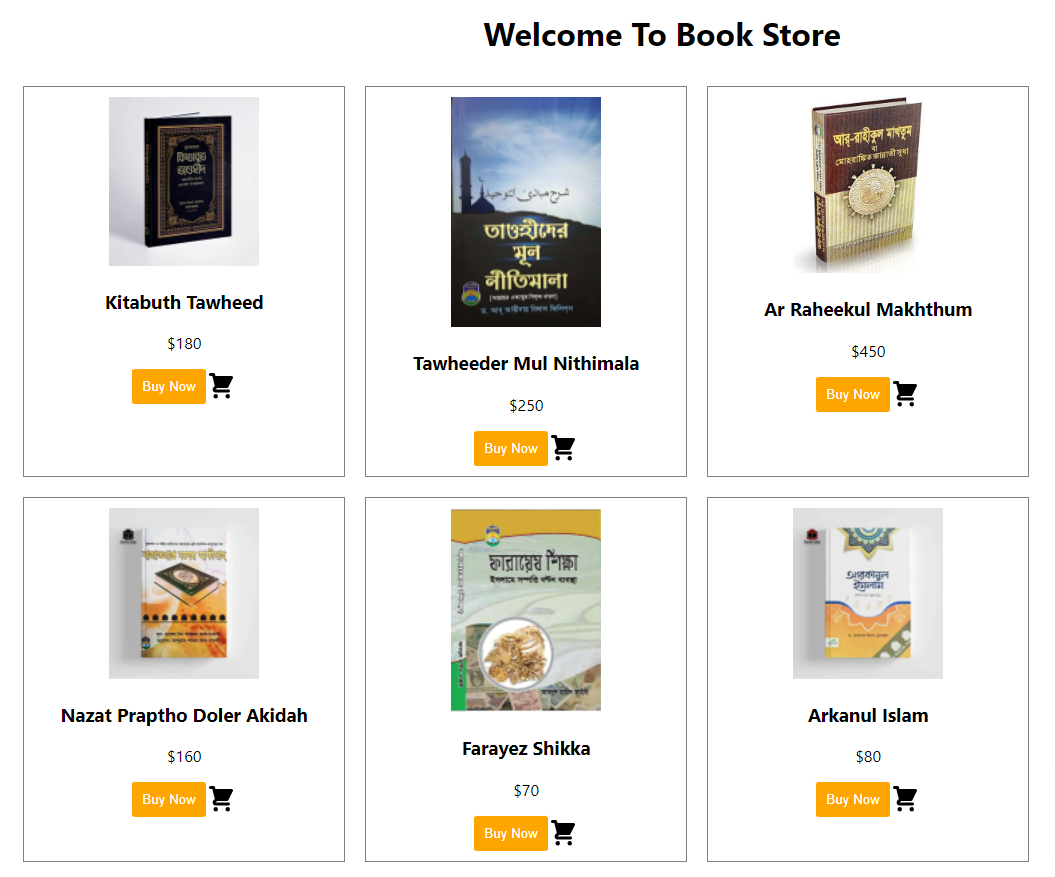 Welcome To Book Store
কিতাবুত
তাওহীদ
Kitabuth Tawheed
$180
Buy Now
شرح مبادئ التوحيد
তাওহীদের
মূল
নীতিমালা
ড. আবু আমীনাহ বিলাল ফিলিপ্স
Tawheeder Mul Nithimala
$250
Buy Now
আর্-রাহীকুল মাখতূম
বা
মোহরাঙ্কিত জান্নাতী সুধা
Ar Raheekul Makhthum
$450
Buy Now
Nazat Praptho Doler Akidah
$160
Buy Now
ফারায়েয শিক্ষা
ইসলামে সম্পত্তি বণ্টন ব্যবস্থা
Farayez Shikka
$70
Buy Now
আরকানুল
ইসলাম
Arkanul Islam
$80
Buy Now